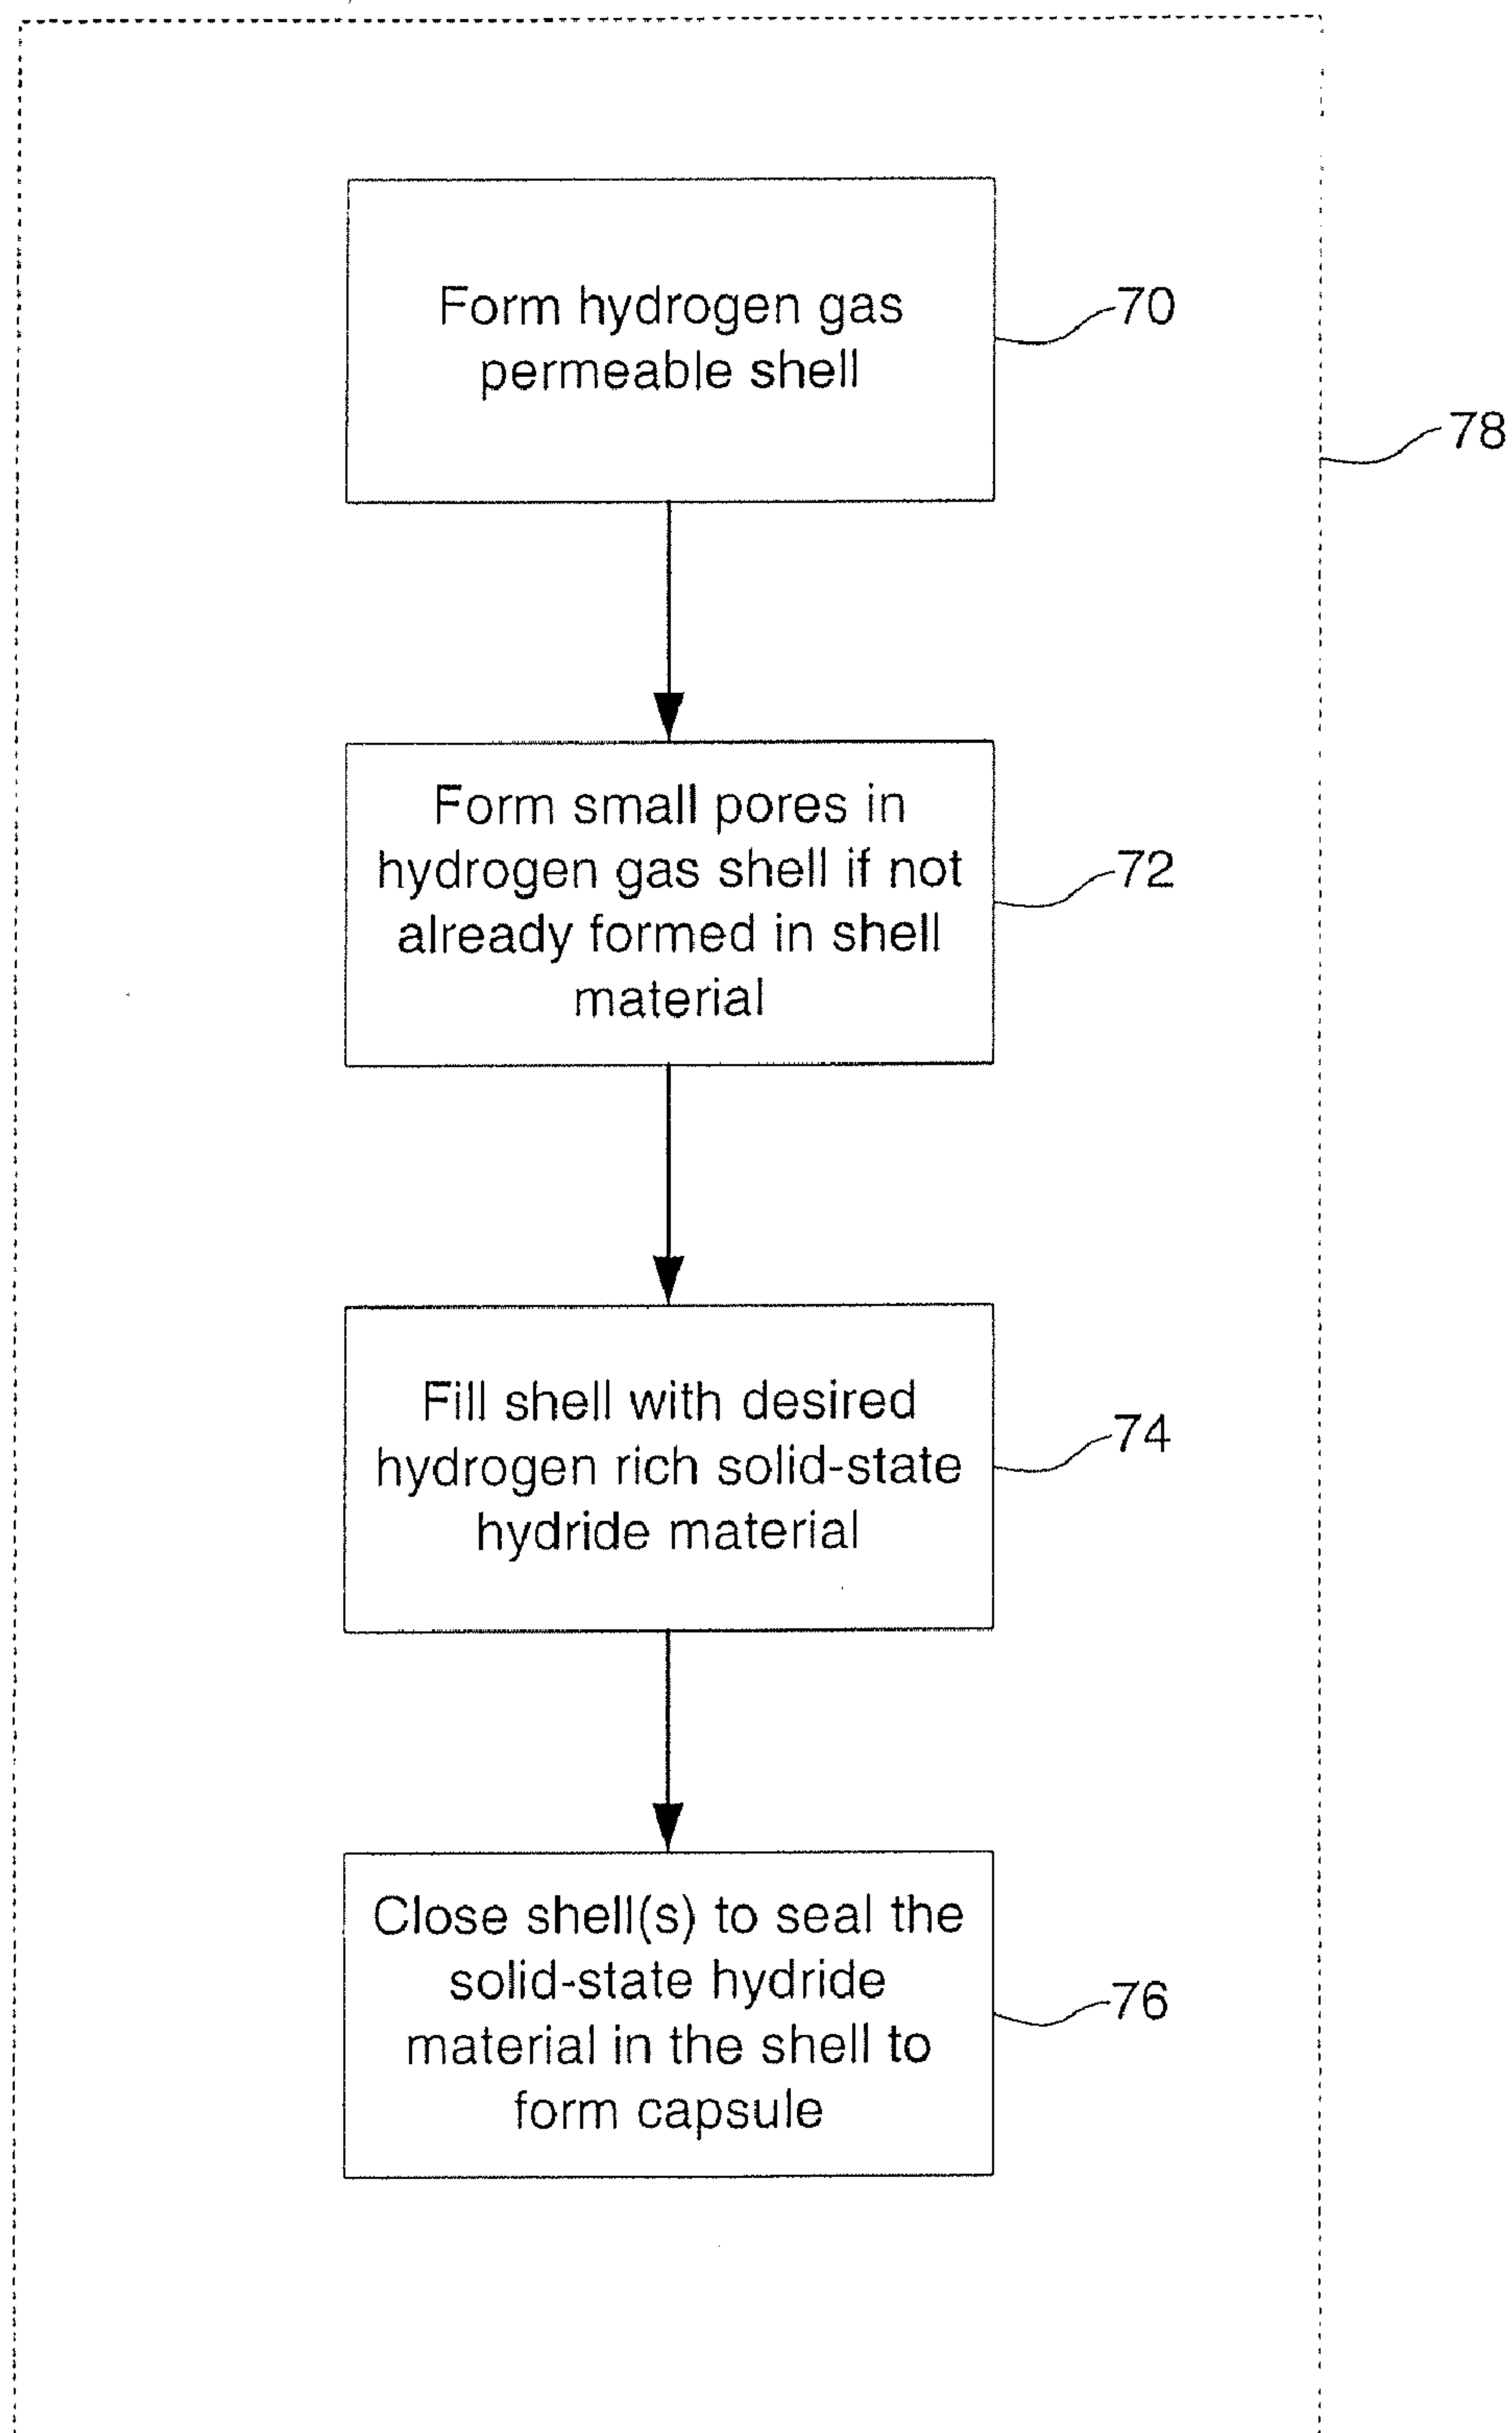 Form hydrogen gas
permeable shell
70
78
Form small pores in
hydrogen gas shell if not
already formed in shell
material
72
Fill shell with desired
hydrogen rich solid-state
hydride material
74
Close shell(s) to seal the
solid-state hydride
material in the shell to
form capsule
76